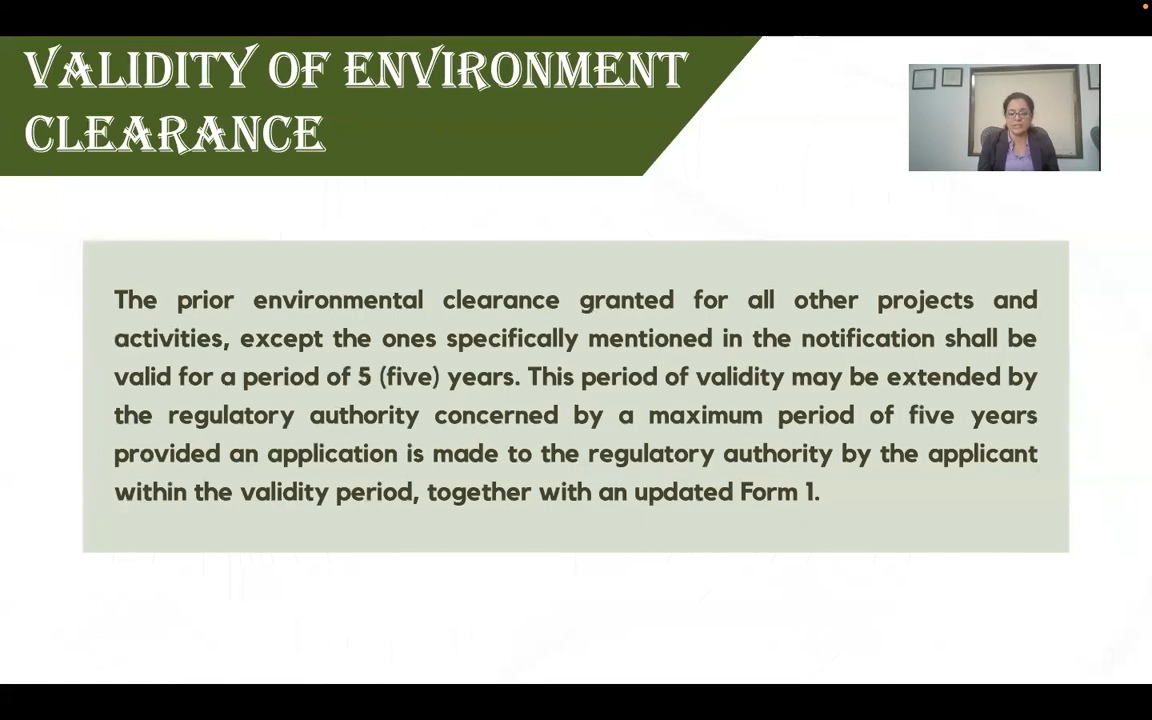 VALIDITY OF ENVIRONMENT
CLEARANCE
The prior environmental clearance granted for all other projects and
activities, except the ones specifically mentioned in the notification shall be
valid for a period of 5 (five) years. This period of validity may be extended by
the regulatory authority concerned by a maximum period of five years
provided an application is made to the regulatory authority by the applicant
within the validity period, together with an updated Form 1.